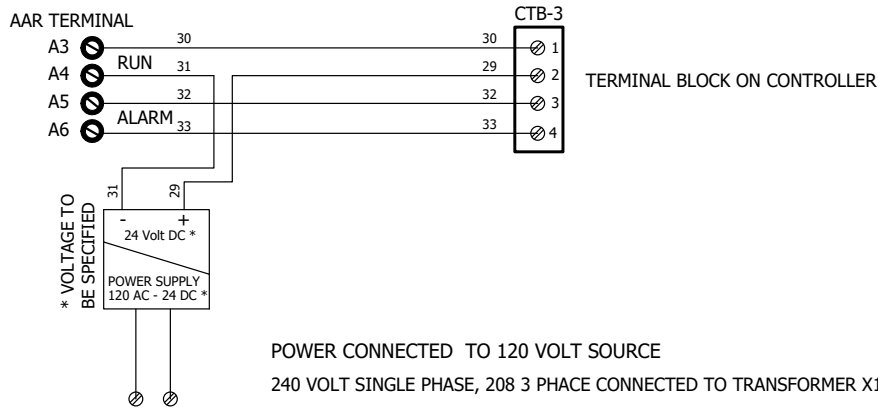 CTB-3
AAR TERMINAL
A3 30 30 1
A4 RUN 31 29 2
TERMINAL BLOCK ON CONTROLLER
A5 32 32 3
A6 ALARM 33 33 4
31 29
- +
24 Volt DC *
* VOLTAGE TO
BE SPECIFIED
POWER SUPPLY
120 AC - 24 DC *
POWER CONNECTED TO 120 VOLT SOURCE
240 VOLT SINGLE PHASE, 208 3 PHACE CONNECTED TO TRANSFORMER X1